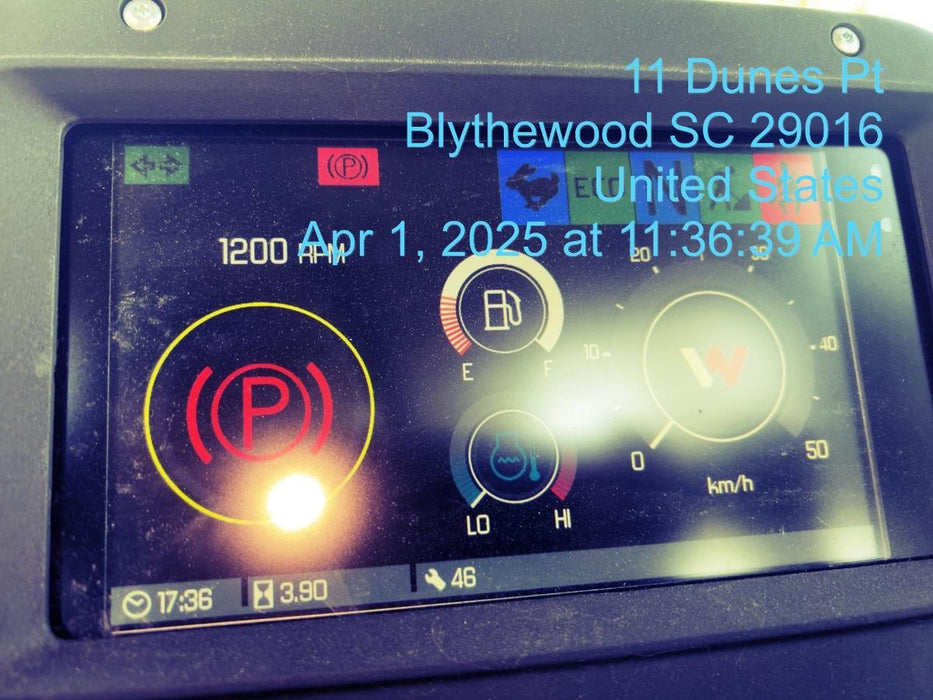 11 Dunes Pt
Blythewood SC 29016
United States
Apr 1, 2025 at 11:36:39 AM
(P)
ECO
N
1200 RPM
20
30
10
40
E
F
(P)
0
50
km/h
LO
HI
17:36
3.90
46